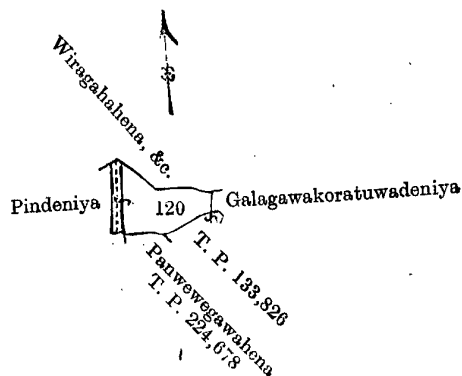 Wiragahahena, &c.
Pindeniya
120
Galagawakoratuwadeniya
T. P. 133,826
Panwewegawahena
T. P. 224,678